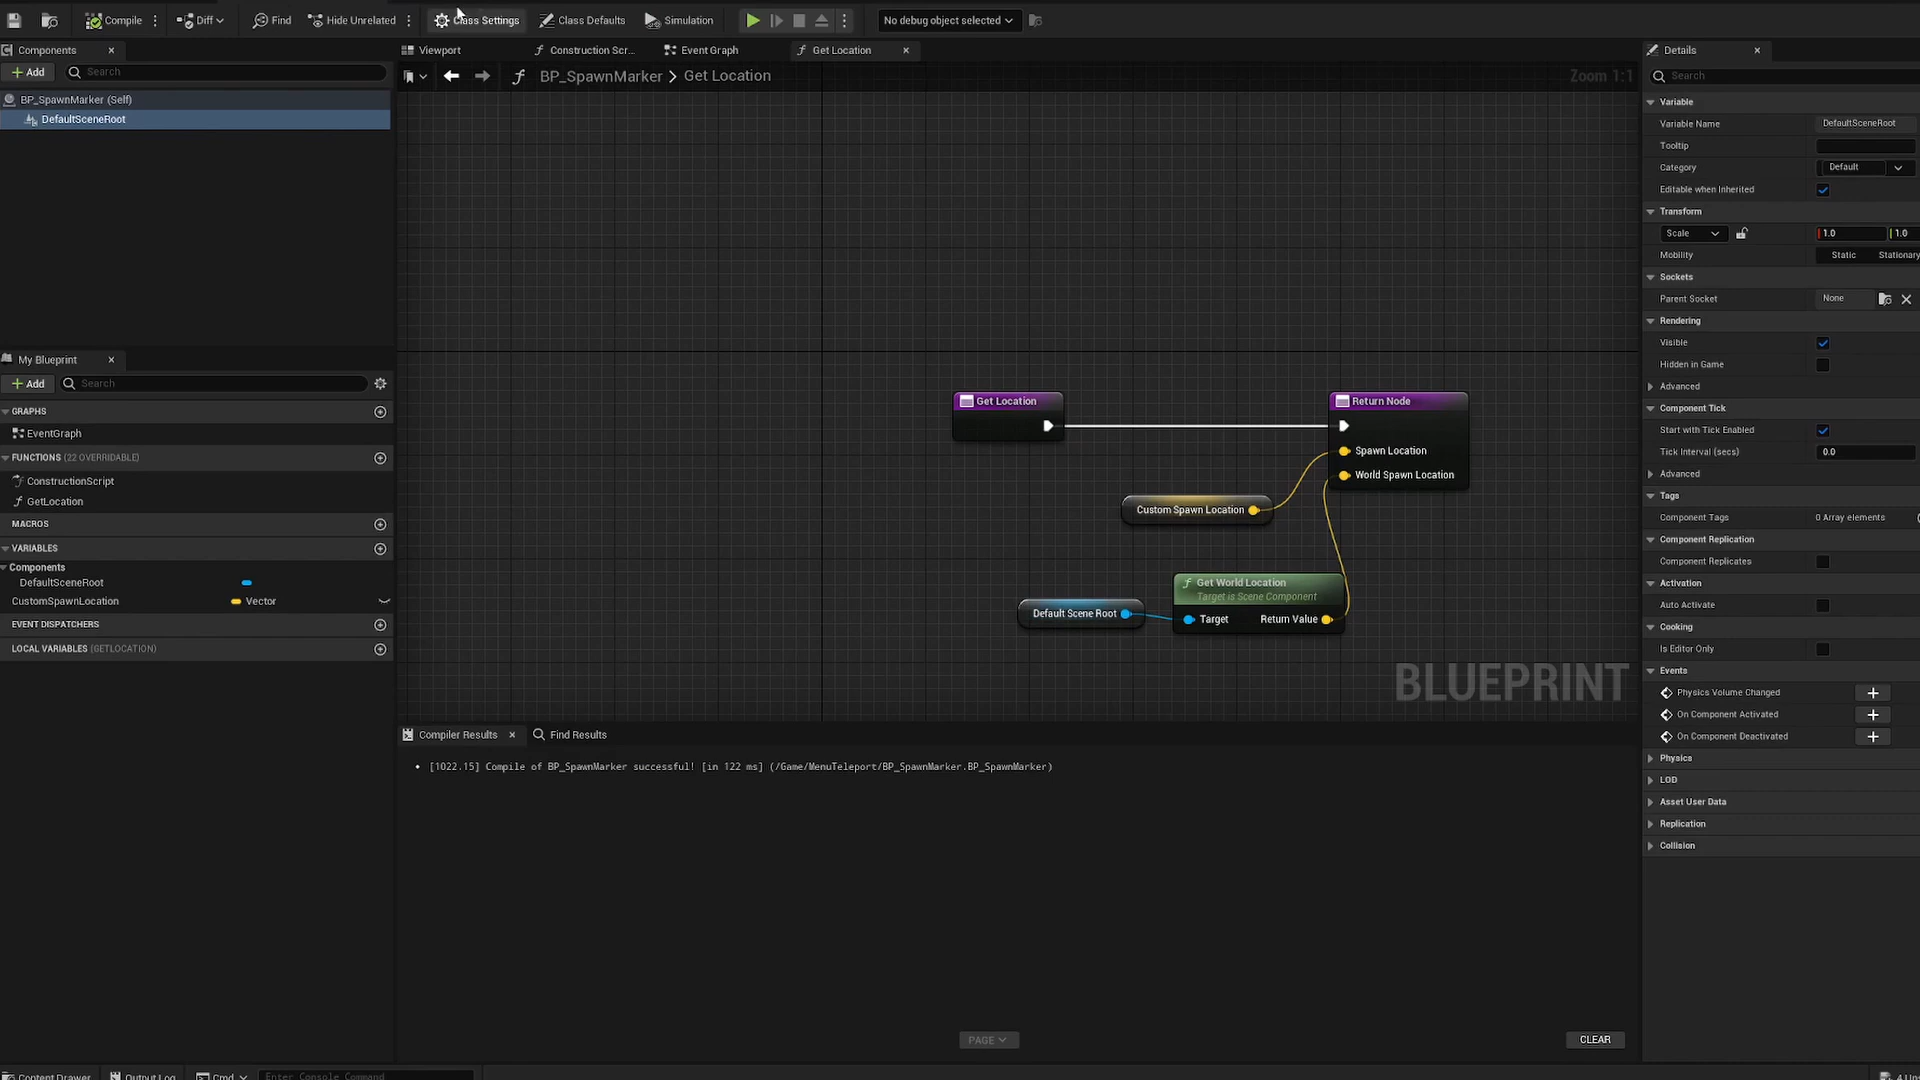 Compile
Diff
Find
Hide Unrelated
Class Settings
Class Defaults
Simulation
No debug object selected
Components
Add
Search
BP_SpawnMarker (Self)
DefaultSceneRoot
My Blueprint
Add
Search
GRAPHS
EventGraph
FUNCTIONS (22 OVERRIDABLE)
ConstructionScript
GetLocation
MACROS
VARIABLES
Components
DefaultSceneRoot
CustomSpawnLocation Vector
EVENT DISPATCHERS
LOCAL VARIABLES (GETLOCATION)
Viewport
Construction Scr...
Event Graph
Get Location
BP_SpawnMarker > Get Location
Zoom 1:1
Get Location
Return Node
Spawn Location
World Spawn Location
Custom Spawn Location
Get World Location
Target is Scene Component
Default Scene Root
Target Return Value
BLUEPRINT
Compiler Results
Find Results
[1022.15] Compile of BP_SpawnMarker successful! [in 122 ms] (/Game/MenuTeleport/BP_SpawnMarker.BP_SpawnMarker)
PAGE
CLEAR
Details
Search
Variable
Variable Name DefaultSceneRoot
Tooltip
Category Default
Editable when Inherited
Transform
Scale 1.0 1.0
Mobility Static Stationary
Sockets
Parent Socket None
Rendering
Visible
Hidden in Game
Advanced
Component Tick
Start with Tick Enabled
Tick Interval (secs) 0.0
Advanced
Tags
Component Tags 0 Array elements
Component Replication
Component Replicates
Activation
Auto Activate
Cooking
Is Editor Only
Events
Physics Volume Changed
On Component Activated
On Component Deactivated
Physics
LOD
Asset User Data
Replication
Collision
Content Drawer
Output Log
Cmd
Enter Console Command